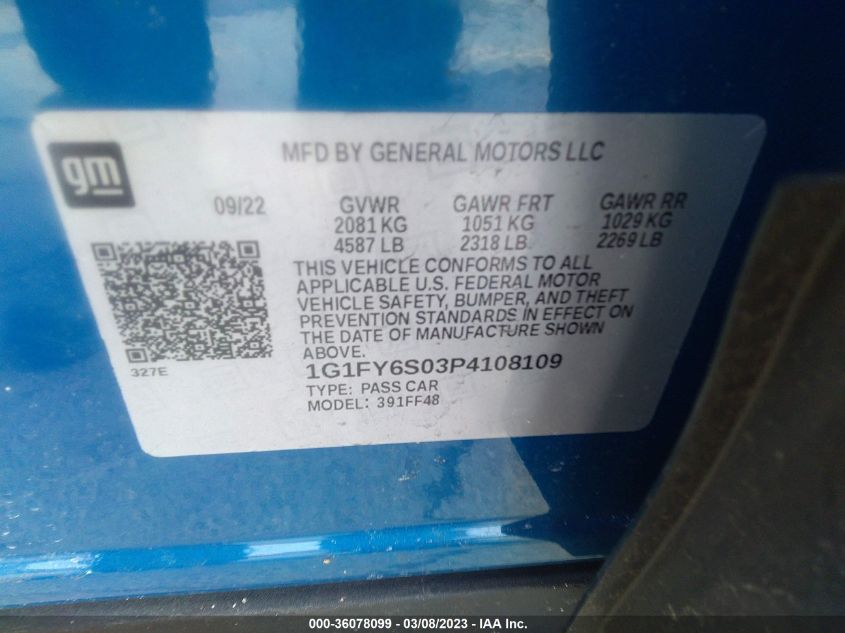 gm
MFD BY GENERAL MOTORS LLC
09/22 GVWR GAWR FRT GAWR RR
2081 KG 1051 KG 1029 KG
4587 LB 2318 LB 2269 LB
THIS VEHICLE CONFORMS TO ALL
APPLICABLE U.S. FEDERAL MOTOR
VEHICLE SAFETY, BUMPER, AND THEFT
PREVENTION STANDARDS IN EFFECT ON
THE DATE OF MANUFACTURE SHOWN
ABOVE.
327E
1G1FY6S03P4108109
TYPE: PASS CAR
MODEL: 391FF48
000-36078099 - 03/08/2023 - IAA Inc.